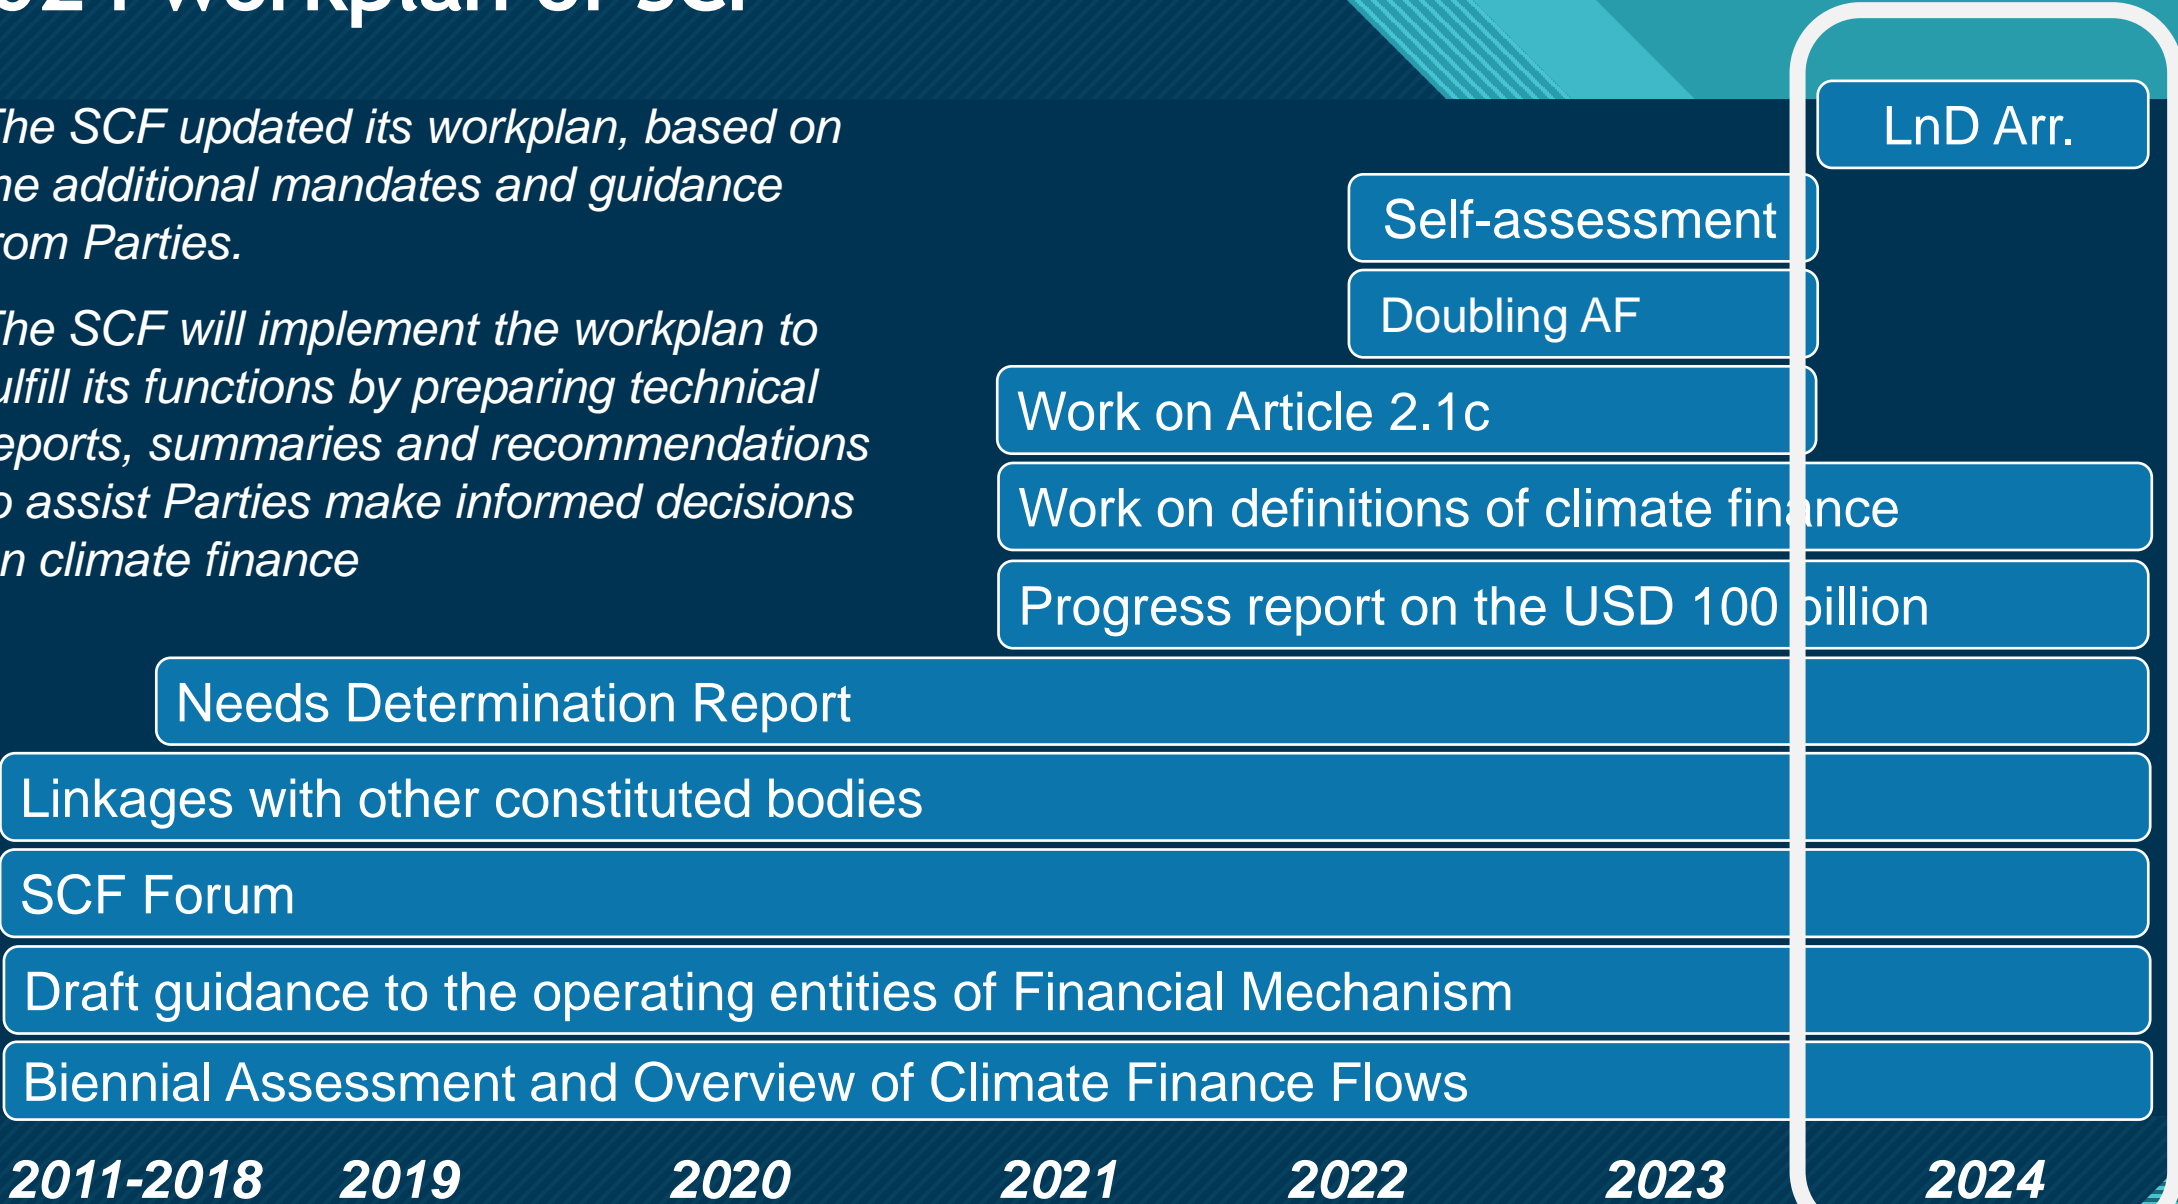 024 workplan of SCF
The SCF updated its workplan, based on
he additional mandates and guidance
rom Parties.
The SCF will implement the workplan to
ulfill its functions by preparing technical
eports, summaries and recommendations
o assist Parties make informed decisions
n climate finance
LnD Arr.
Self-assessment
Doubling AF
Work on Article 2.1c
Work on definitions of climate finance
Progress report on the USD 100 billion
Needs Determination Report
Linkages with other constituted bodies
SCF Forum
Draft guidance to the operating entities of Financial Mechanism
Biennial Assessment and Overview of Climate Finance Flows
2011-2018 2019 2020 2021 2022 2023 2024